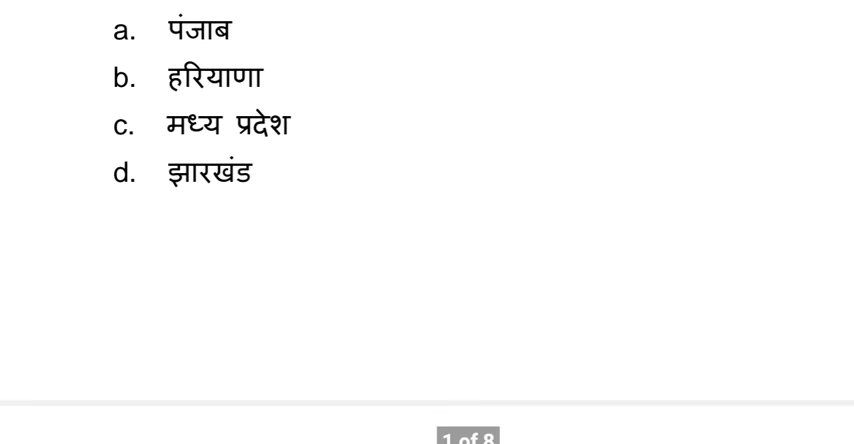 a. पंजाब
b. हरियाणा
c. मध्य प्रदेश
d. झारखंड
1 of 8